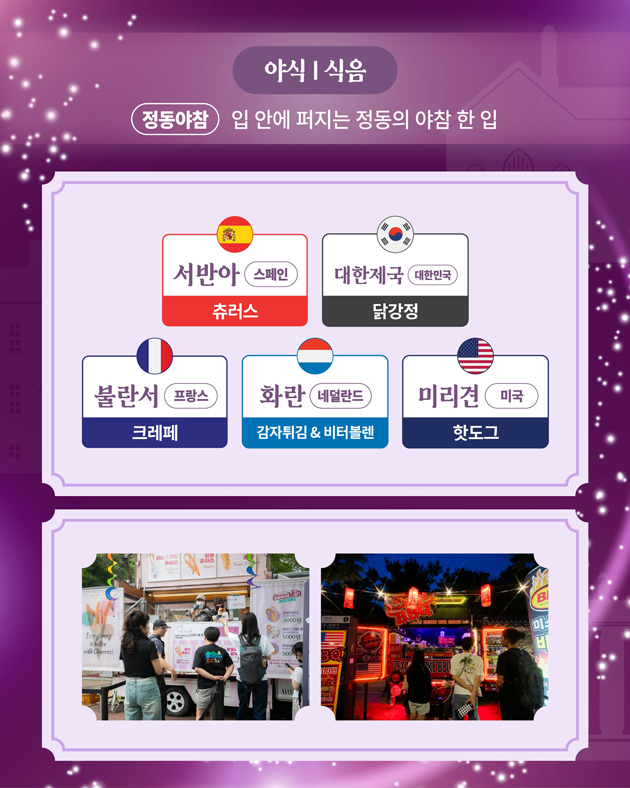 야식 | 식음
정동야참 입 안에 퍼지는 정동의 야참 한 입
서반아 스페인
츄러스
대한제국 대한민국
닭강정
불란서 프랑스
크레페
화란 네덜란드
감자튀김 & 비터볼렌
미리견 미국
핫도그